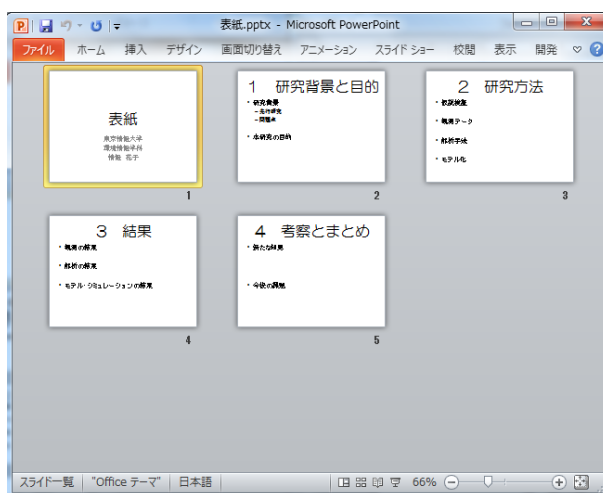 表紙.pptx - Microsoft PowerPoint
ファイル ホーム 挿入 デザイン 画面切り替え アニメーション スライド ショー 校閲 表示 開発
表紙
東京情報大学
環境情報学科
情報 花子
1
1 研究背景と目的
・研究背景
－先行研究
－問題点
・本研究の目的
2
2 研究方法
・仮説検証
・観測データ
・解析手法
・モデル化
3
3 結果
・観測の結果
・解析の結果
・モデル・シミュレーションの結果
4
4 考察とまとめ
・新たな知見
・今後の課題
5
スライド一覧 "Office テーマ" 日本語 66%